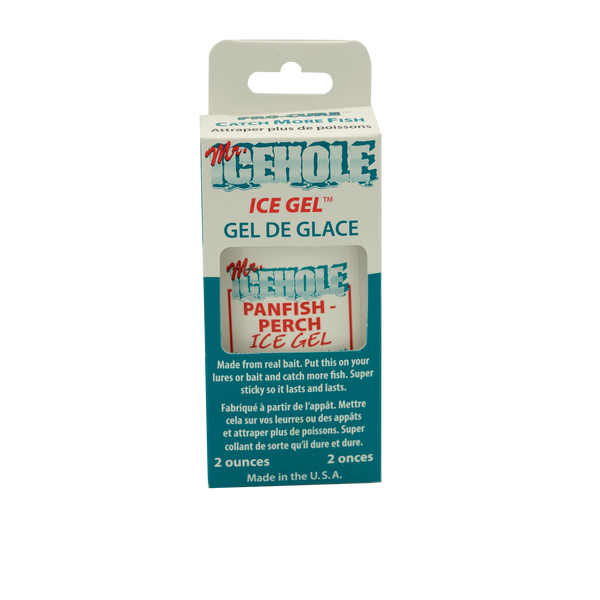 PRO-CURE™
CATCH MORE FISH
Attraper plus de poissons
Mr.
ICEHOLE
ICE GEL™
GEL DE GLACE
Mr.
ICEHOLE
PANFISH -
PERCH
ICE GEL
Made from real bait. Put this on your
lures or bait and catch more fish. Super
sticky so it lasts and lasts.
Fabriqué à partir de l'appât. Mettre
cela sur vos leurres ou des appâts
et attraper plus de poissons. Super
collant de sorte qu'il dure et dure.
2 ounces 2 onces
Made in the U.S.A.